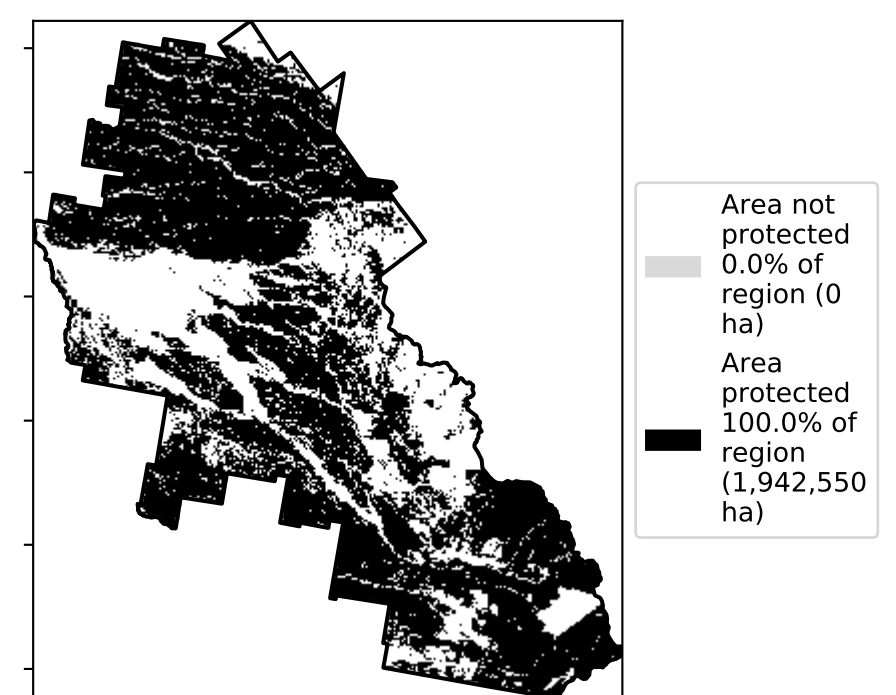 Area not
protected
0.0% of
region (0
ha)
Area
protected
100.0% of
region
(1,942,550
ha)